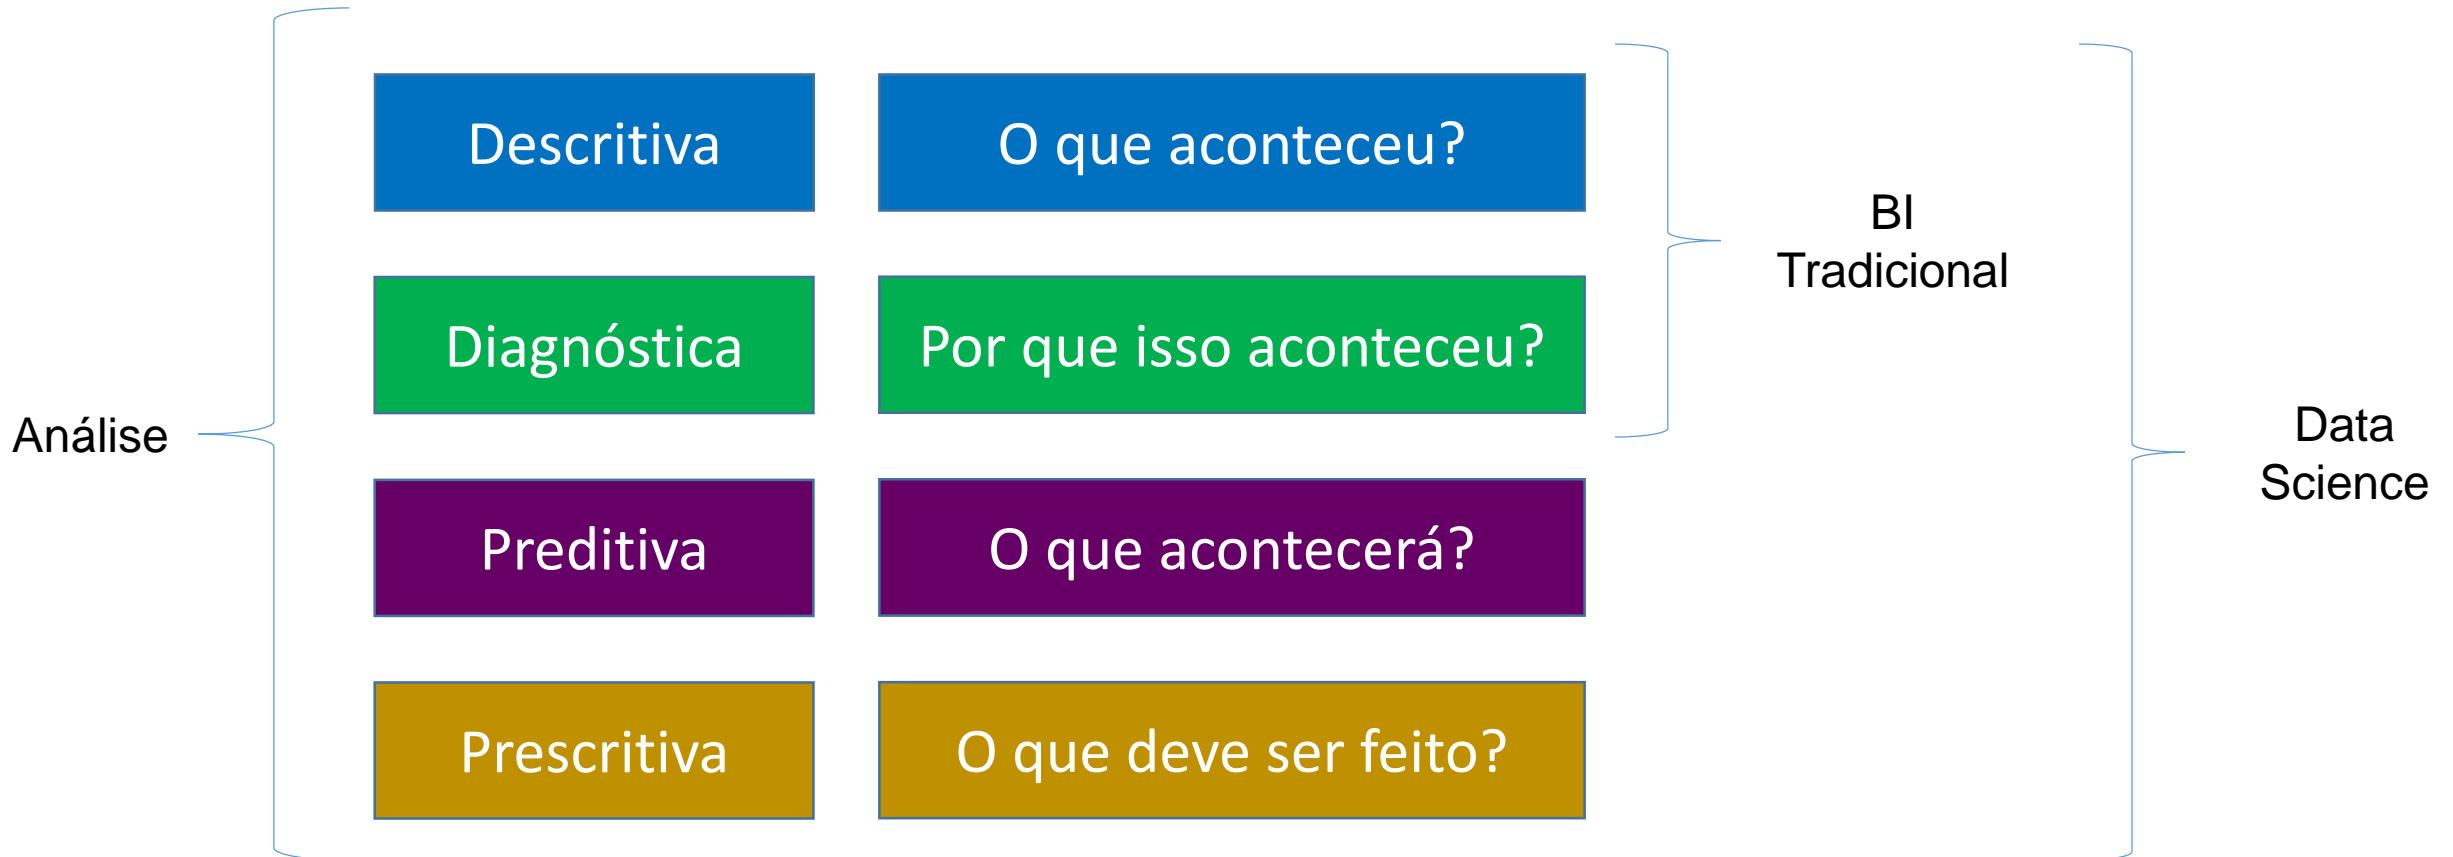 Análise
Descritiva
O que aconteceu?
Diagnóstica
Por que isso aconteceu?
Preditiva
O que acontecerá?
Prescritiva
O que deve ser feito?
BI
Tradicional
Data
Science